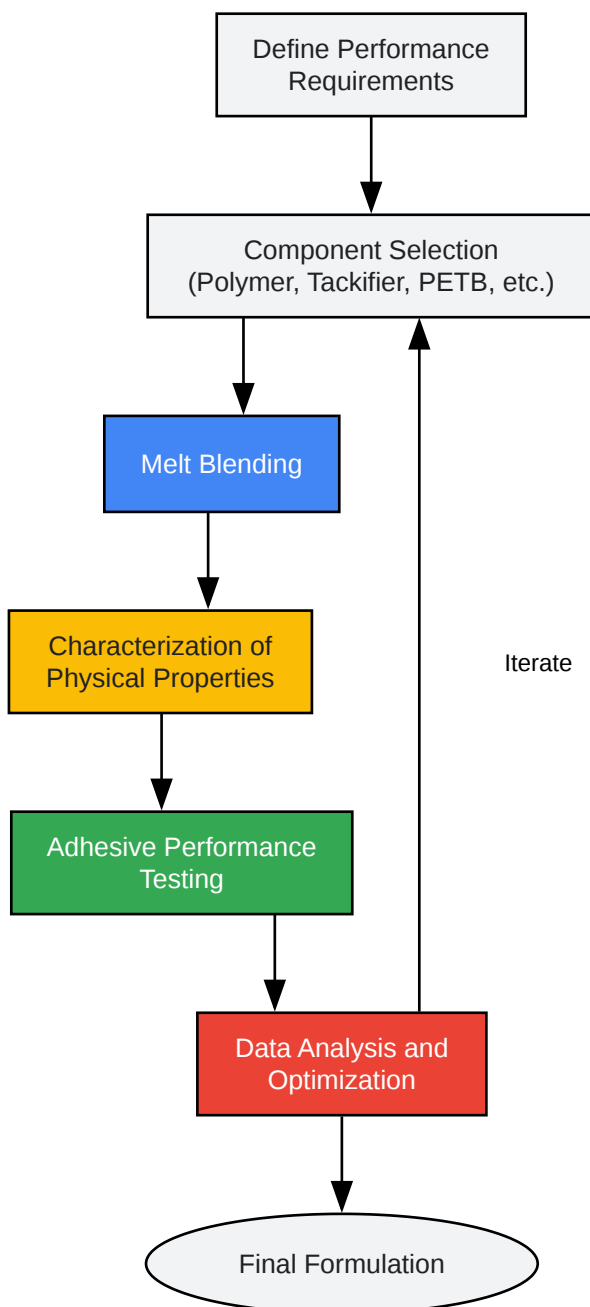 Define Performance
Requirements
Component Selection
(Polymer, Tackifier, PETB, etc.)
Melt Blending
Characterization of
Physical Properties
Iterate
Adhesive Performance
Testing
Data Analysis and
Optimization
Final Formulation